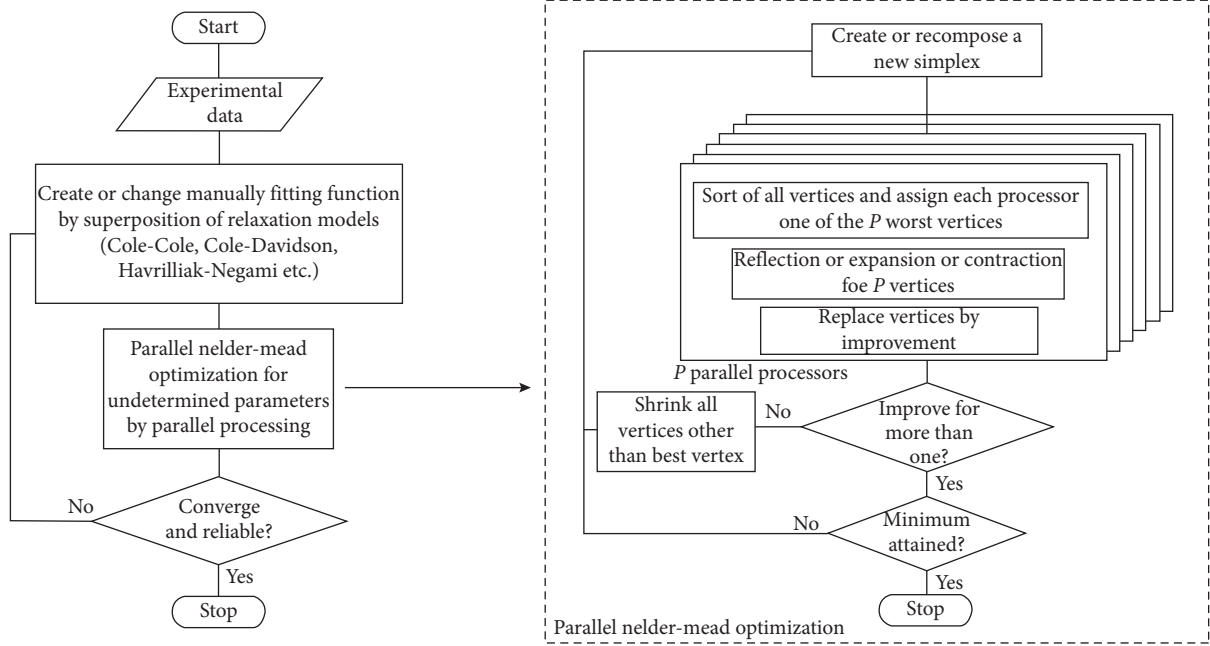 Start
Experimental
data
Create or change manually fitting function
by superposition of relaxation models
(Cole-Cole, Cole-Davidson,
Havrilliak-Negami etc.)
Parallel nelder-mead
optimization for
undetermined parameters
by parallel processing
No
Converge
and reliable?
Yes
Stop
Create or recompose a
new simplex
Sort of all vertices and assign each processor
one of the P worst vertices
Reflection or expansion or contraction
foe P vertices
Replace vertices by
improvement
P parallel processors
Shrink all
vertices other
than best vertex
No
Improve for
more than
one?
Yes
No
Minimum
attained?
Yes
Stop
Parallel nelder-mead optimization